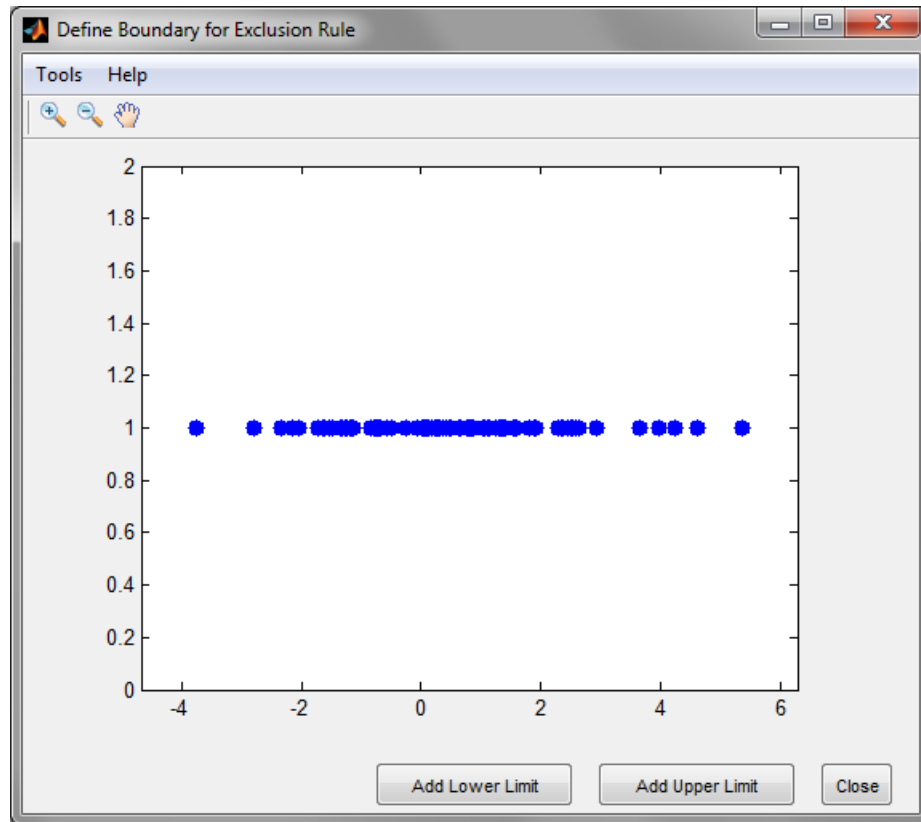 Define Boundary for Exclusion Rule
Tools Help
2
1.8
1.6
1.4
1.2
1
0.8
0.6
0.4
0.2
0
-4 -2 0 2 4 6
Add Lower Limit Add Upper Limit Close